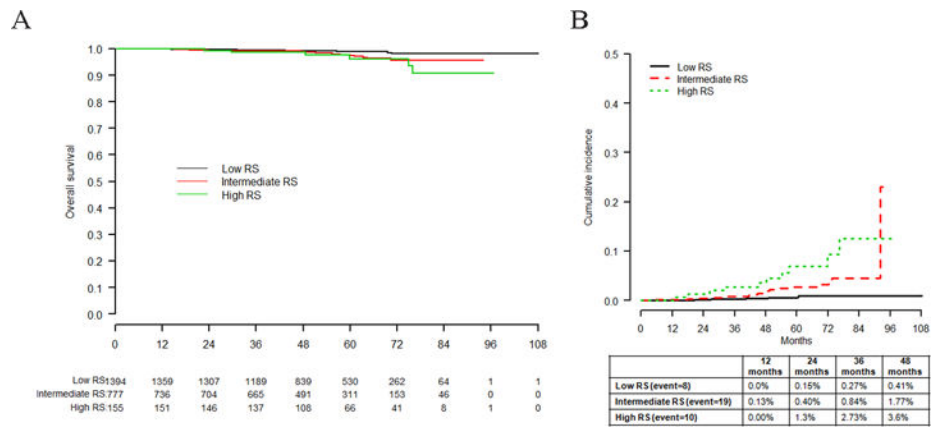 A
1.0
0.9
0.8
0.7
0.6
0.5
0.4
0.3
0.2
0.1
0.0
Overall survival
Low RS
Intermediate RS
High RS
0 12 24 36 48 60 72 84 96 108
Low RS: 1394 1359 1307 1189 839 530 262 64 1 1
Intermediate RS: 777 736 704 665 491 311 153 46 0 0
High RS: 155 151 146 137 108 66 41 8 1 0
B
0.5
0.4
0.3
0.2
0.1
0.0
Cumulative incidence
Low RS
Intermediate RS
High RS
0 12 24 36 48 60 72 84 96 108
Months
12 months 24 months 36 months 48 months
Low RS (event=8) 0.0% 0.15% 0.27% 0.41%
Intermediate RS (event=19) 0.13% 0.40% 0.84% 1.77%
High RS (event=10) 0.00% 1.3% 2.73% 3.6%